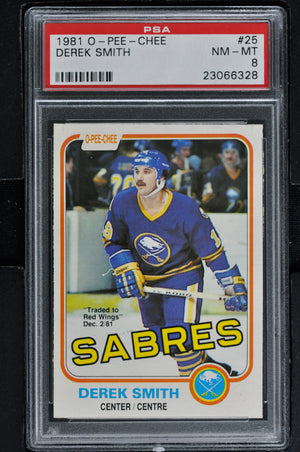 PSA
1981 O-PEE-CHEE #25
DEREK SMITH NM-MT
8
23066328
O-PEE-CHEE
19
"Traded to
Red Wings"
Dec. 2/81
SABRES
DEREK SMITH
CENTER/CENTRE